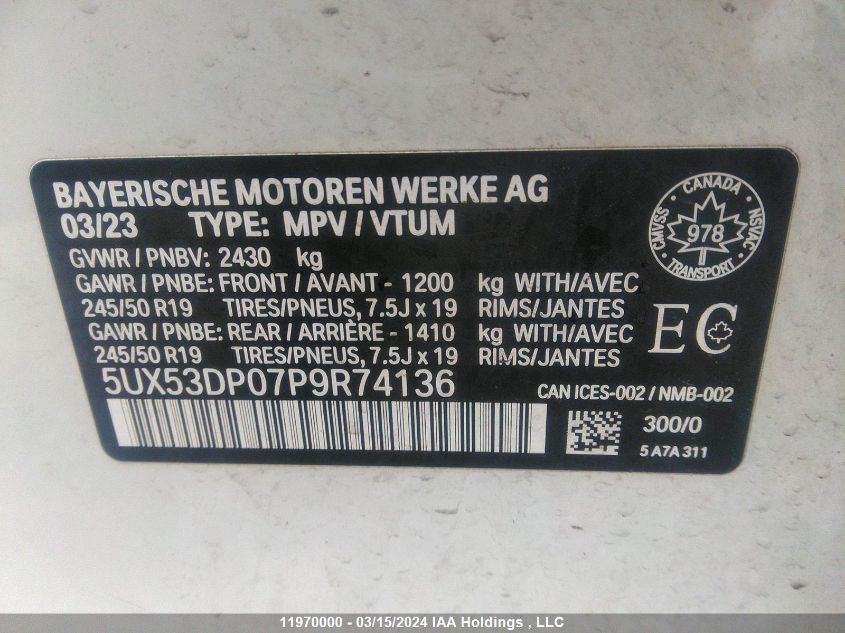 BAYERISCHE MOTOREN WERKE AG
03/23 TYPE: MPV / VTUM
GVWR / PNBV: 2430 kg
GAWR / PNBE: FRONT / AVANT - 1200 kg WITH/AVEC
245/50 R19 TIRES/PNEUS, 7.5J x 19 RIMS/JANTES
GAWR / PNBE: REAR / ARRIÈRE - 1410 kg WITH/AVEC
245/50 R19 TIRES/PNEUS, 7.5J x 19 RIMS/JANTES
5UX53DP07P9R74136
CANADA
CMVSS
978
NSVAC
TRANSPORT
EC
CAN ICES-002 / NMB-002
300/0
5 A7A 311
11970000 - 03/15/2024 IAA Holdings , LLC